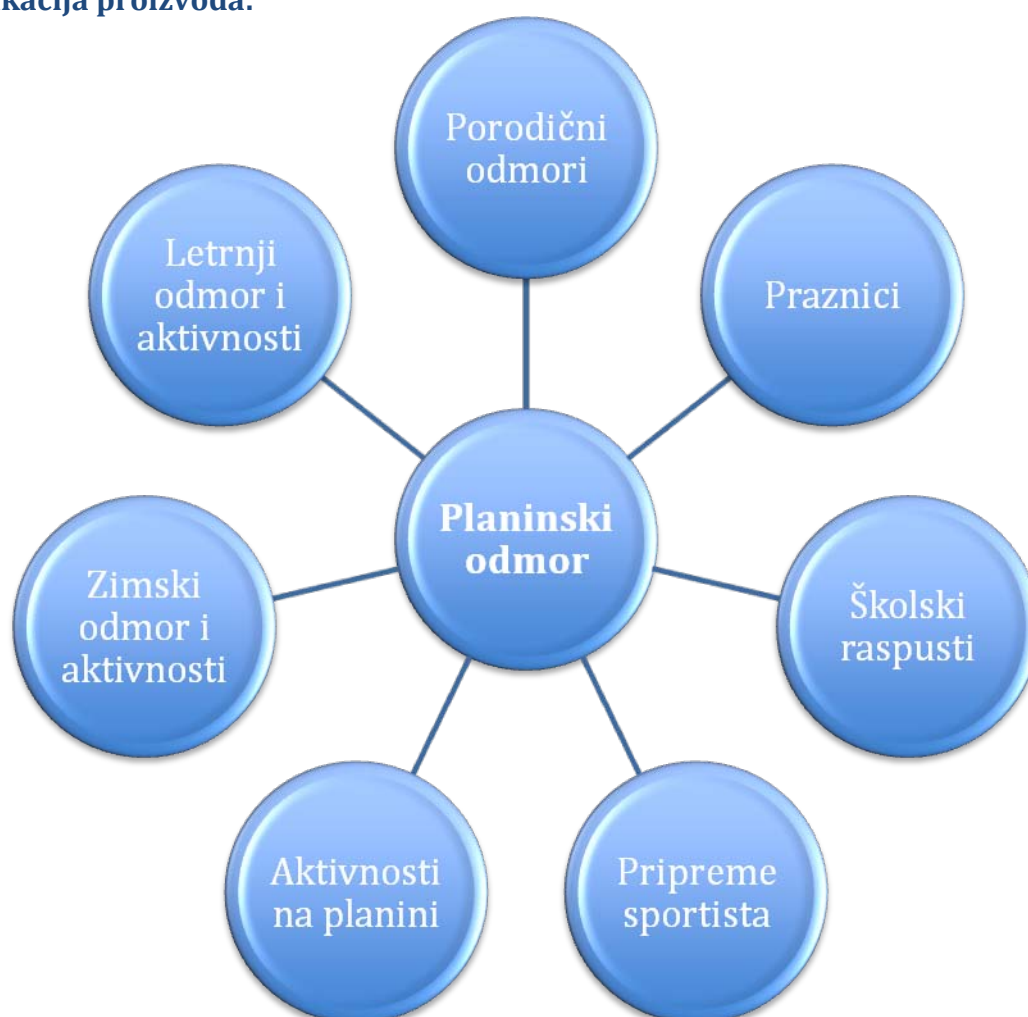 kacija proizvoda:
Porodični
odmori
Praznici
Školski
raspusti
Pripreme
sportista
Aktivnosti
na planini
Zimski
odmor i
aktivnosti
Letrnji
odmor i
aktivnosti
Planinski
odmor